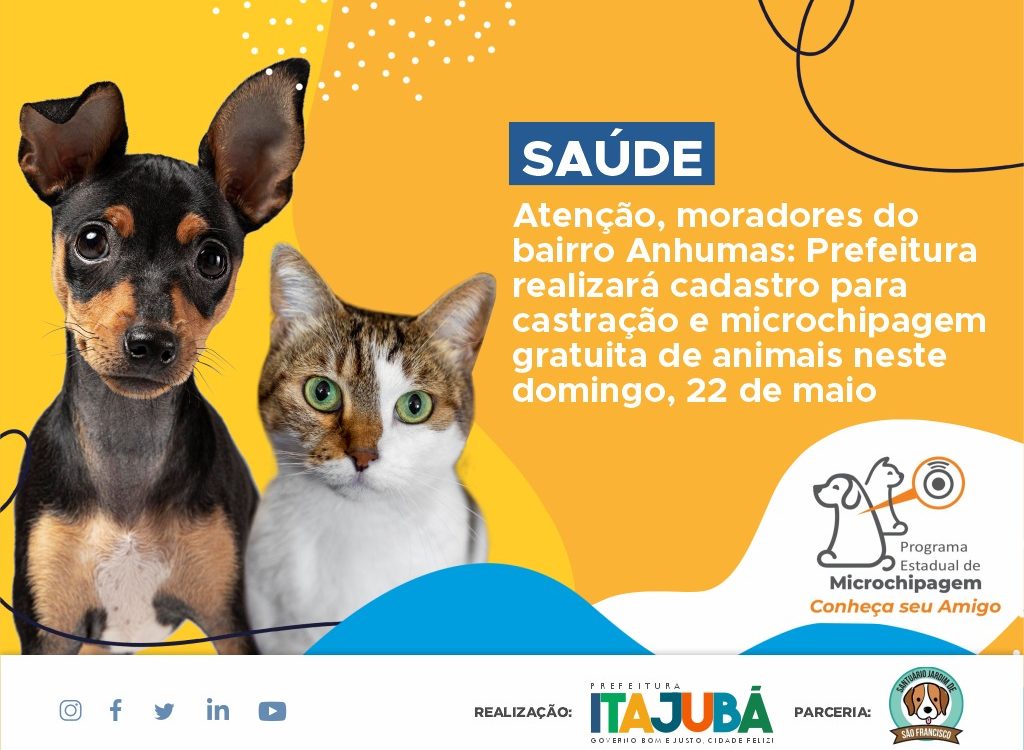 SAÚDE
Atenção, moradores do
bairro Anhumas: Prefeitura
realizará cadastro para
castração e microchipagem
gratuita de animais neste
domingo, 22 de maio
Programa
Estadual de
Microchipagem
Conheça seu Amigo
REALIZAÇÃO:
PREFEITURA
ITAJUBÁ
GOVERNO BOM E JUSTO, CIDADE FELIZ!
PARCERIA:
SANTUÁRIO JARDIM DE
SÃO FRANCISCO